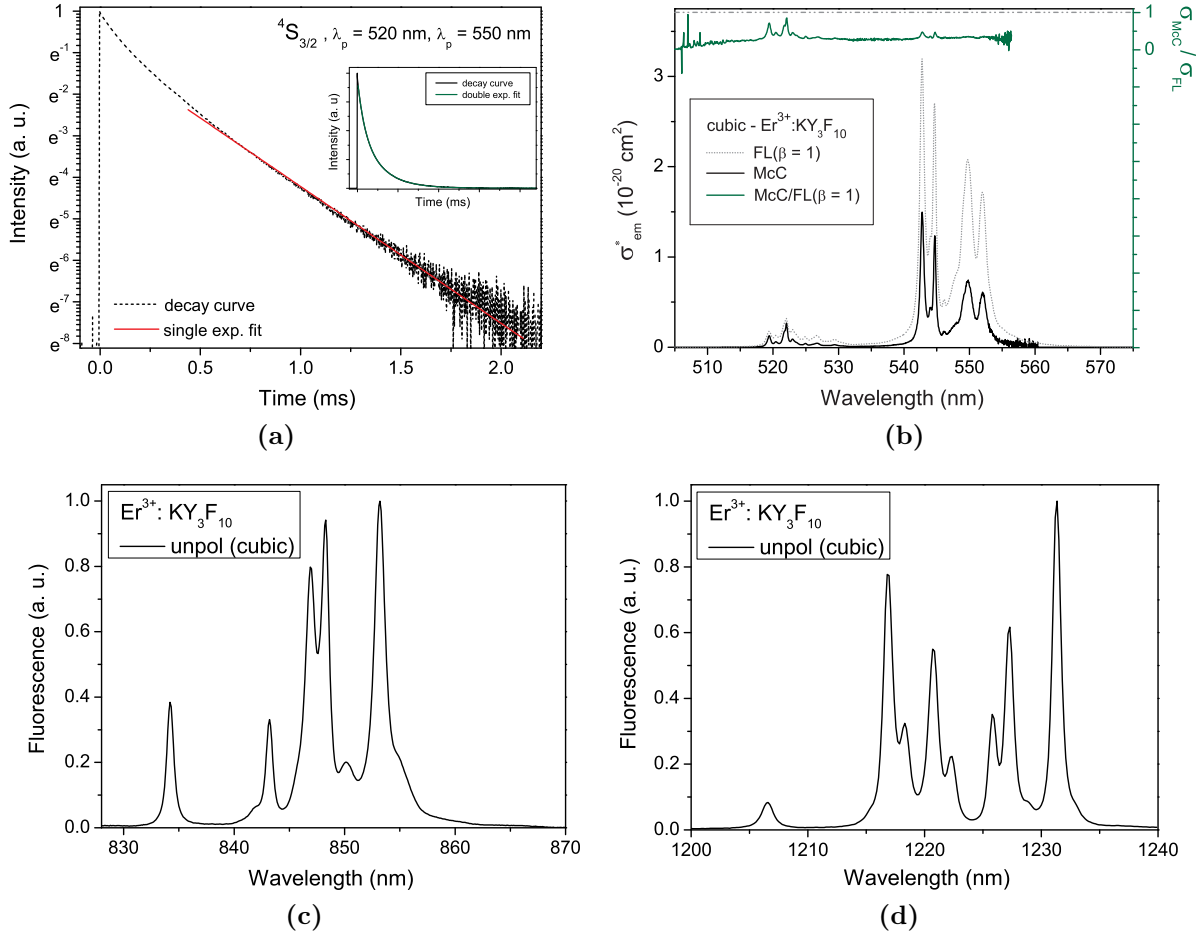 ⁴S₃/₂ , λₚ = 520 nm, λₚ = 550 nm
e⁰
1
e⁻¹
e⁻²
e⁻³
e⁻⁴
e⁻⁵
e⁻⁶
e⁻⁷
e⁻⁸
Intensity (a. u.)
decay curve
double exp. fit
Intensity (a. u)
Time (ms)
decay curve
single exp. fit
0.0 0.5 1.0 1.5 2.0
Time (ms)
(a)
3
2
1
0
σ*em (10⁻²⁰ cm²)
1
0
σMcC / σFL
cubic - Er³⁺:KY₃F₁₀
FL(β = 1)
McC
McC/FL(β = 1)
510 520 530 540 550 560 570
Wavelength (nm)
(b)
1.0
0.8
0.6
0.4
0.2
0.0
Fluorescence (a. u.)
Er³⁺: KY₃F₁₀
unpol (cubic)
830 840 850 860 870
Wavelength (nm)
(c)
1.0
0.8
0.6
0.4
0.2
0.0
Fluorescence (a. u.)
Er³⁺: KY₃F₁₀
unpol (cubic)
1200 1210 1220 1230 1240
Wavelength (nm)
(d)